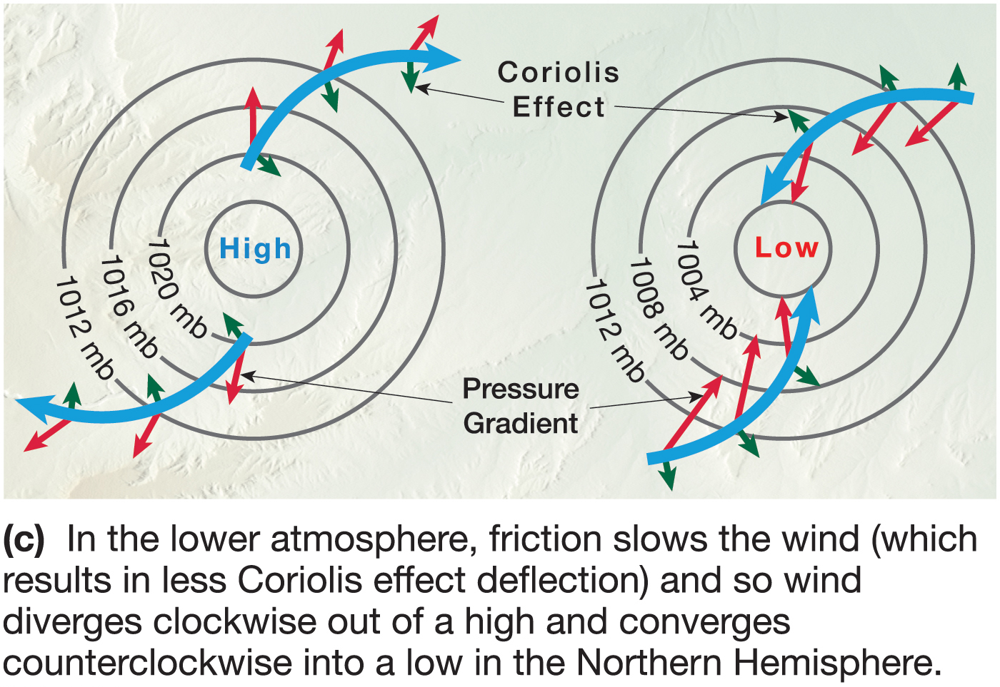 Coriolis
Effect
High
Low
1020 mb
1016 mb
1012 mb
1004 mb
1008 mb
1012 mb
Pressure
Gradient
(c) In the lower atmosphere, friction slows the wind (which
results in less Coriolis effect deflection) and so wind
diverges clockwise out of a high and converges
counterclockwise into a low in the Northern Hemisphere.